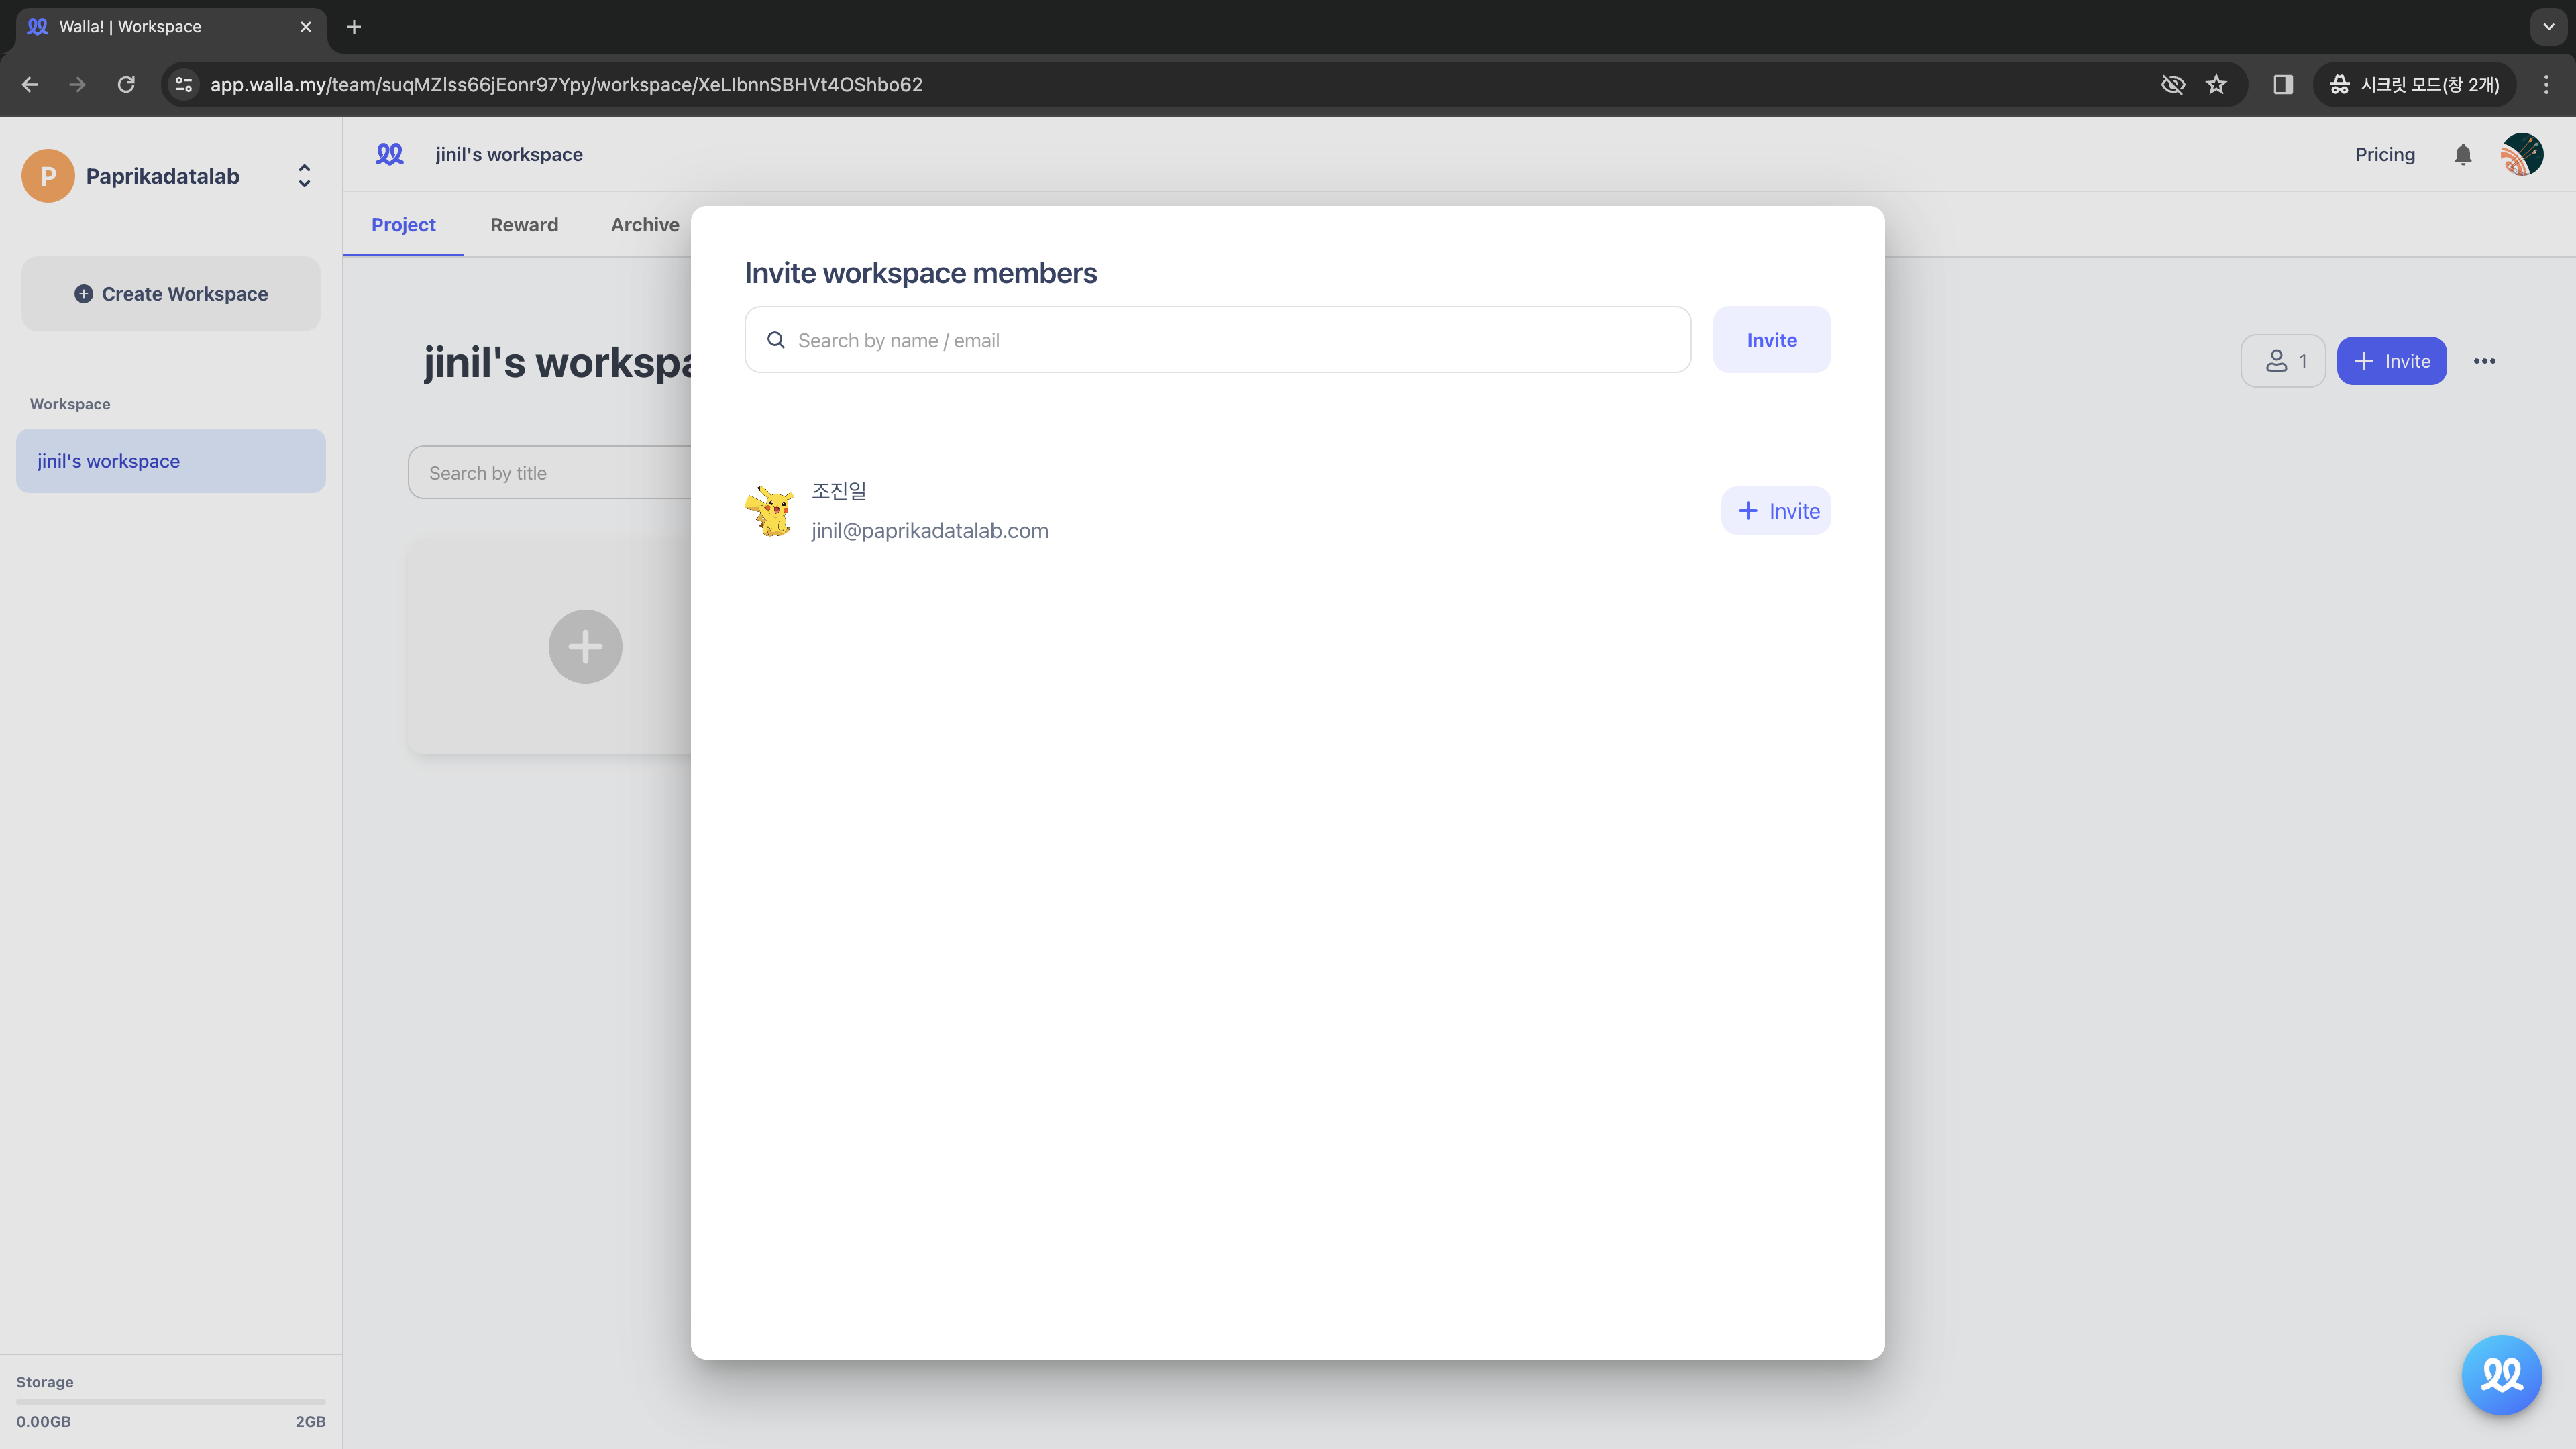 Walla! | Workspace
app.walla.my/team/suqMZlss66jEonr97Ypy/workspace/XeLIbnnSBHVt4OShbo62
시크릿 모드(창 2개)
P
Paprikadatalab
jinil's workspace
Pricing
Project
Reward
Archive
Create Workspace
Workspace
jinil's workspace
jinil's workspa
1
Invite
Search by title
Invite workspace members
Search by name / email
Invite
조진일
jinil@paprikadatalab.com
Invite
Storage
0.00GB
2GB